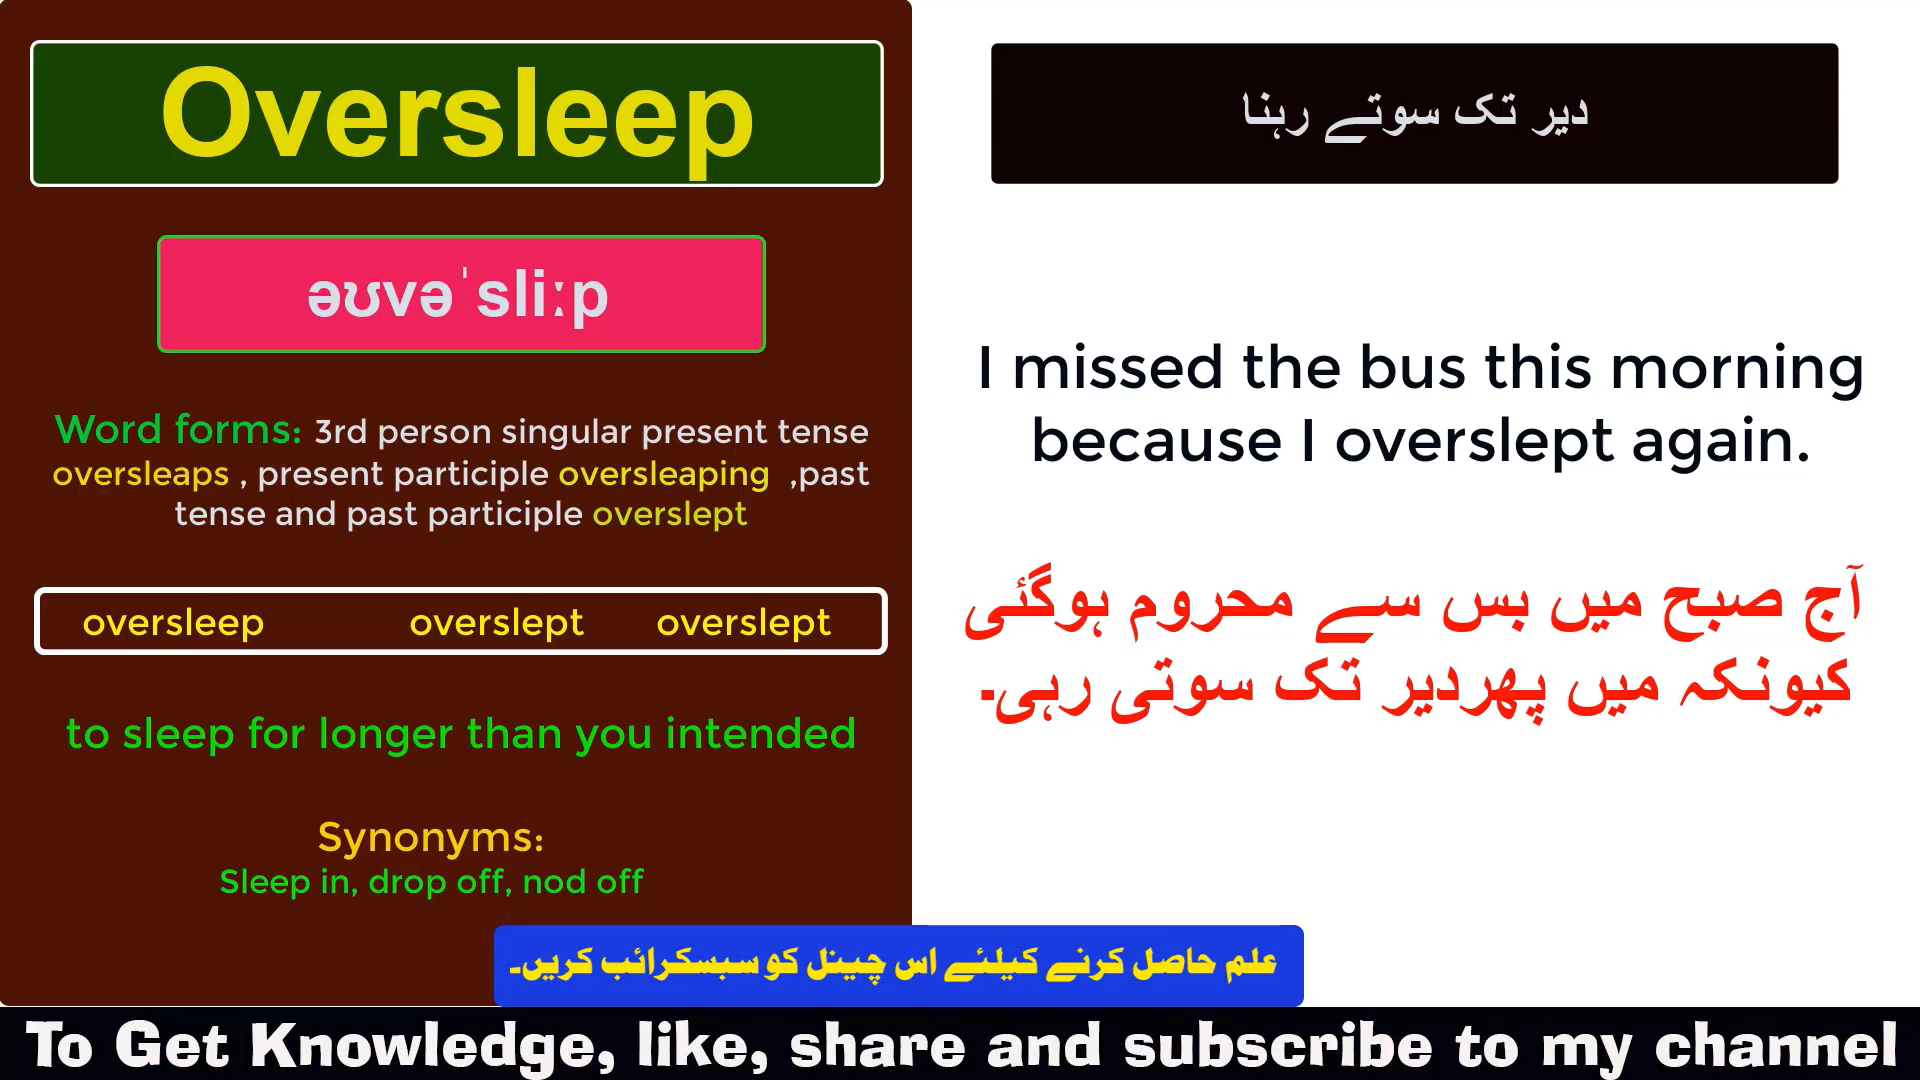 Oversleep
əʊvəˈsliːp
Word forms: 3rd person singular present tense
oversleaps , present participle oversleaping ,past
tense and past participle overslept
oversleep overslept overslept
to sleep for longer than you intended
Synonyms:
Sleep in, drop off, nod off
دیر تک سوتے رہنا
I missed the bus this morning
because I overslept again.
آج صبح میں بس سے محروم ہوگئی
کیونکہ میں پھردیر تک سوتی رہی۔
علم حاصل کرنے کیلئے اس چینل کو سبسکرائب کریں۔
To Get Knowledge, like, share and subscribe to my channel